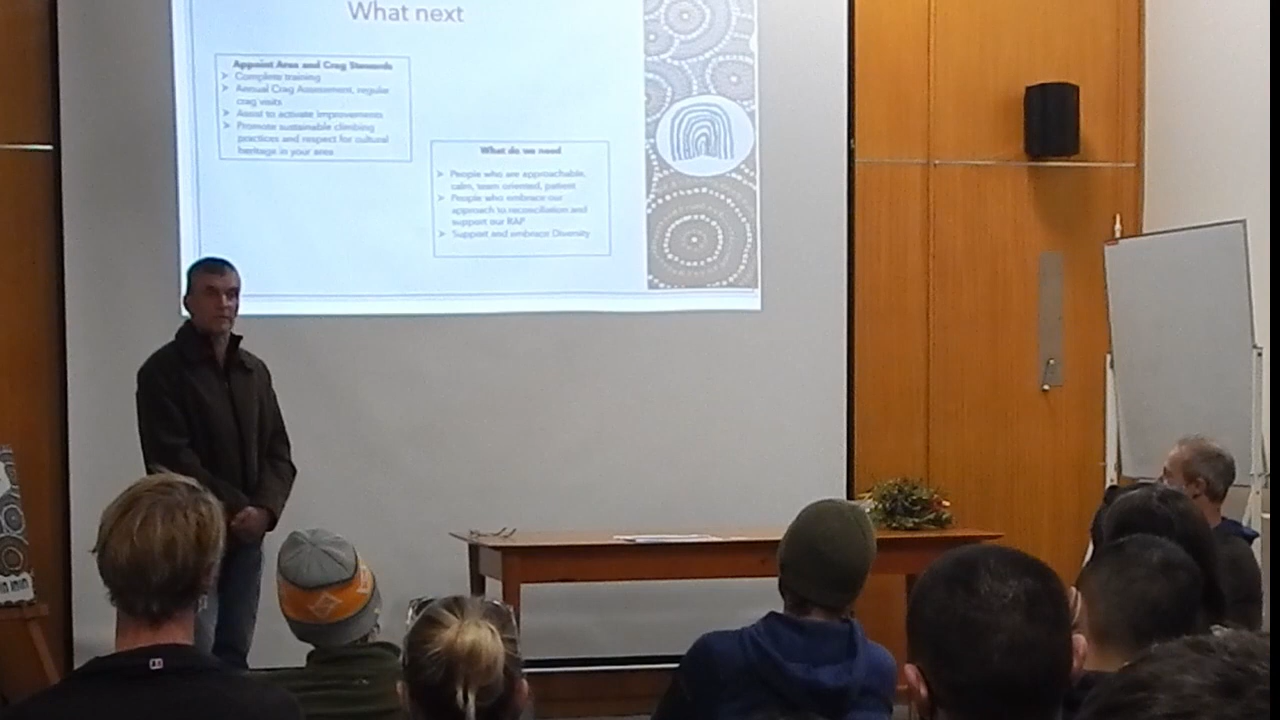 What next
Appoint Area and Crag Stewards
➢ Complete training
➢ Annual Crag Assessment, regular
crag visits
➢ Assist to activate improvements
➢ Promote sustainable climbing
practices and respect for cultural
heritage in your area
What do we need
➢ People who are approachable,
calm, team oriented, patient
➢ People who embrace our
approach to reconciliation and
support our RAP
➢ Support and embrace Diversity